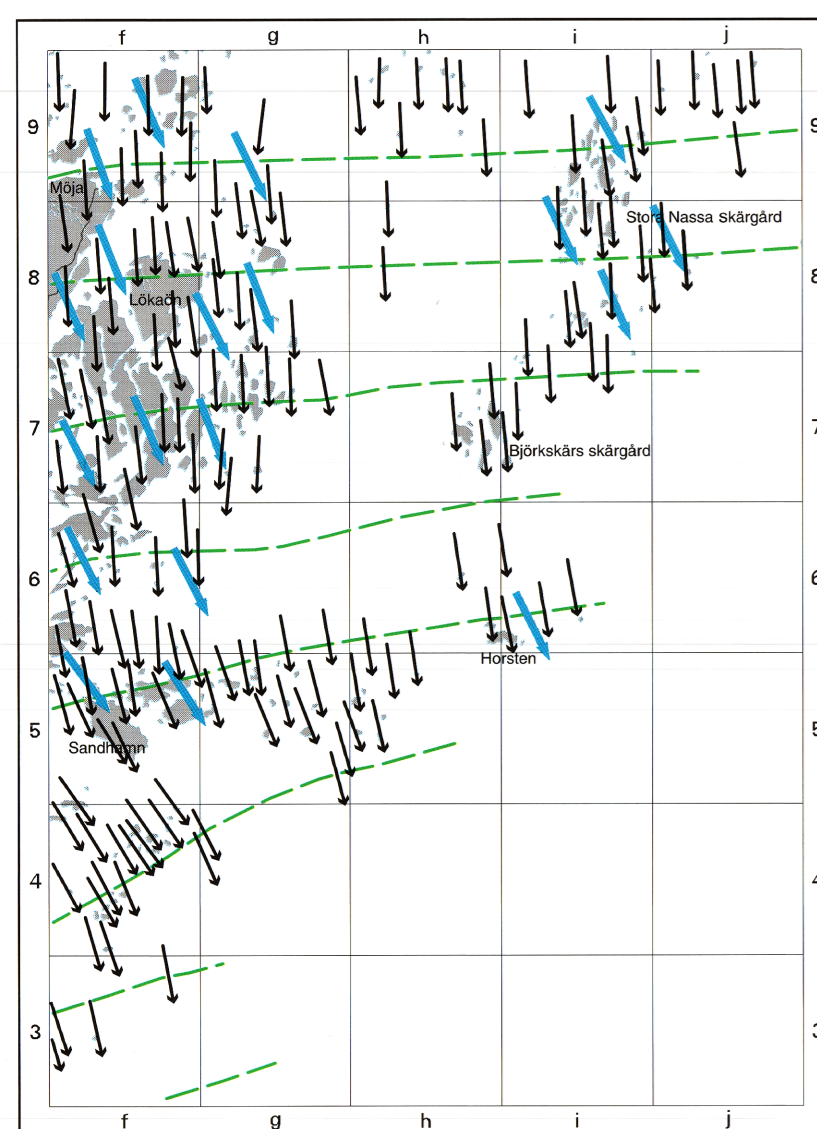 f g h i j
9 9
Möja
Stora Nassa skärgård
8 8
Lökaön
7 7
Björkskärs skärgård
6 6
Horsten
5 5
Sandhamn
4 4
3 3
f g h i j